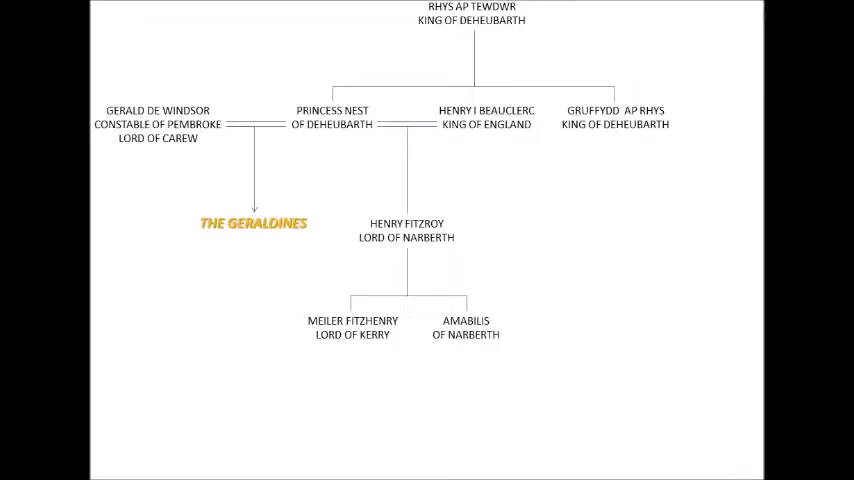 RHYS AP TEWDWR
KING OF DEHEUBARTH
GERALD DE WINDSOR
CONSTABLE OF PEMBROKE
LORD OF CAREW
PRINCESS NEST
OF DEHEUBARTH
HENRY I BEAUCLERC
KING OF ENGLAND
GRUFFYDD AP RHYS
KING OF DEHEUBARTH
THE GERALDINES
HENRY FITZROY
LORD OF NARBERTH
MEILER FITZHENRY
LORD OF KERRY
AMABILIS
OF NARBERTH